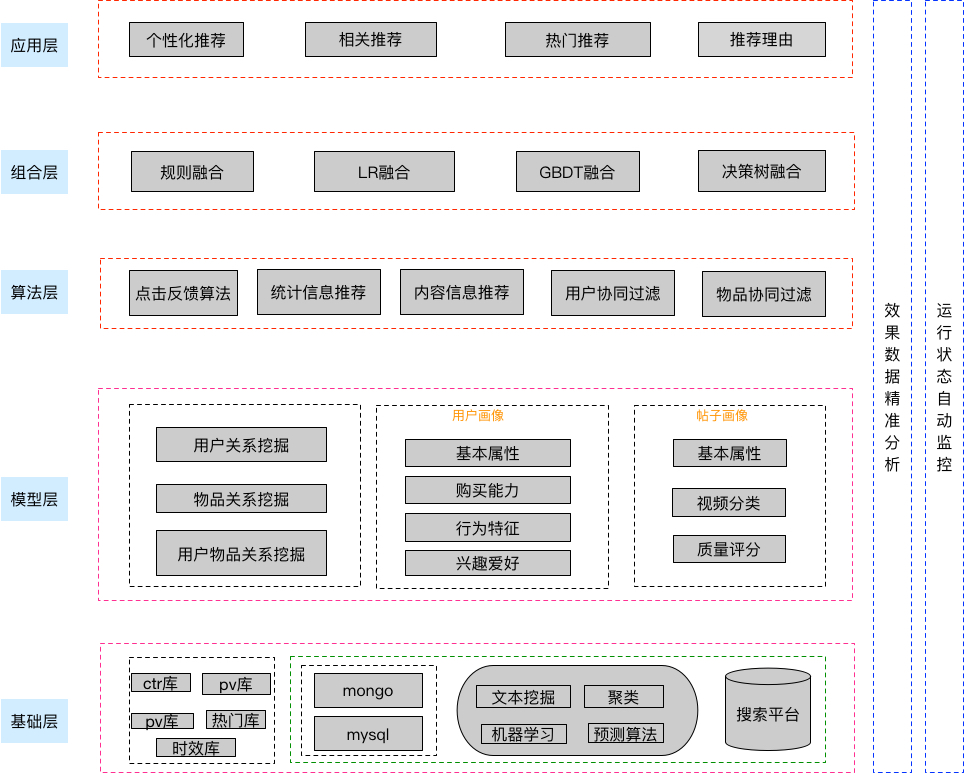 应用层
个性化推荐
相关推荐
热门推荐
推荐理由
组合层
规则融合
LR融合
GBDT融合
决策树融合
算法层
点击反馈算法
统计信息推荐
内容信息推荐
用户协同过滤
物品协同过滤
模型层
用户关系挖掘
物品关系挖掘
用户物品关系挖掘
用户画像
基本属性
购买能力
行为特征
兴趣爱好
帖子画像
基本属性
视频分类
质量评分
基础层
ctr库
pv库
pv库
热门库
时效库
mongo
mysql
文本挖掘
聚类
机器学习
预测算法
搜索平台
效果数据精准分析
运行状态自动监控